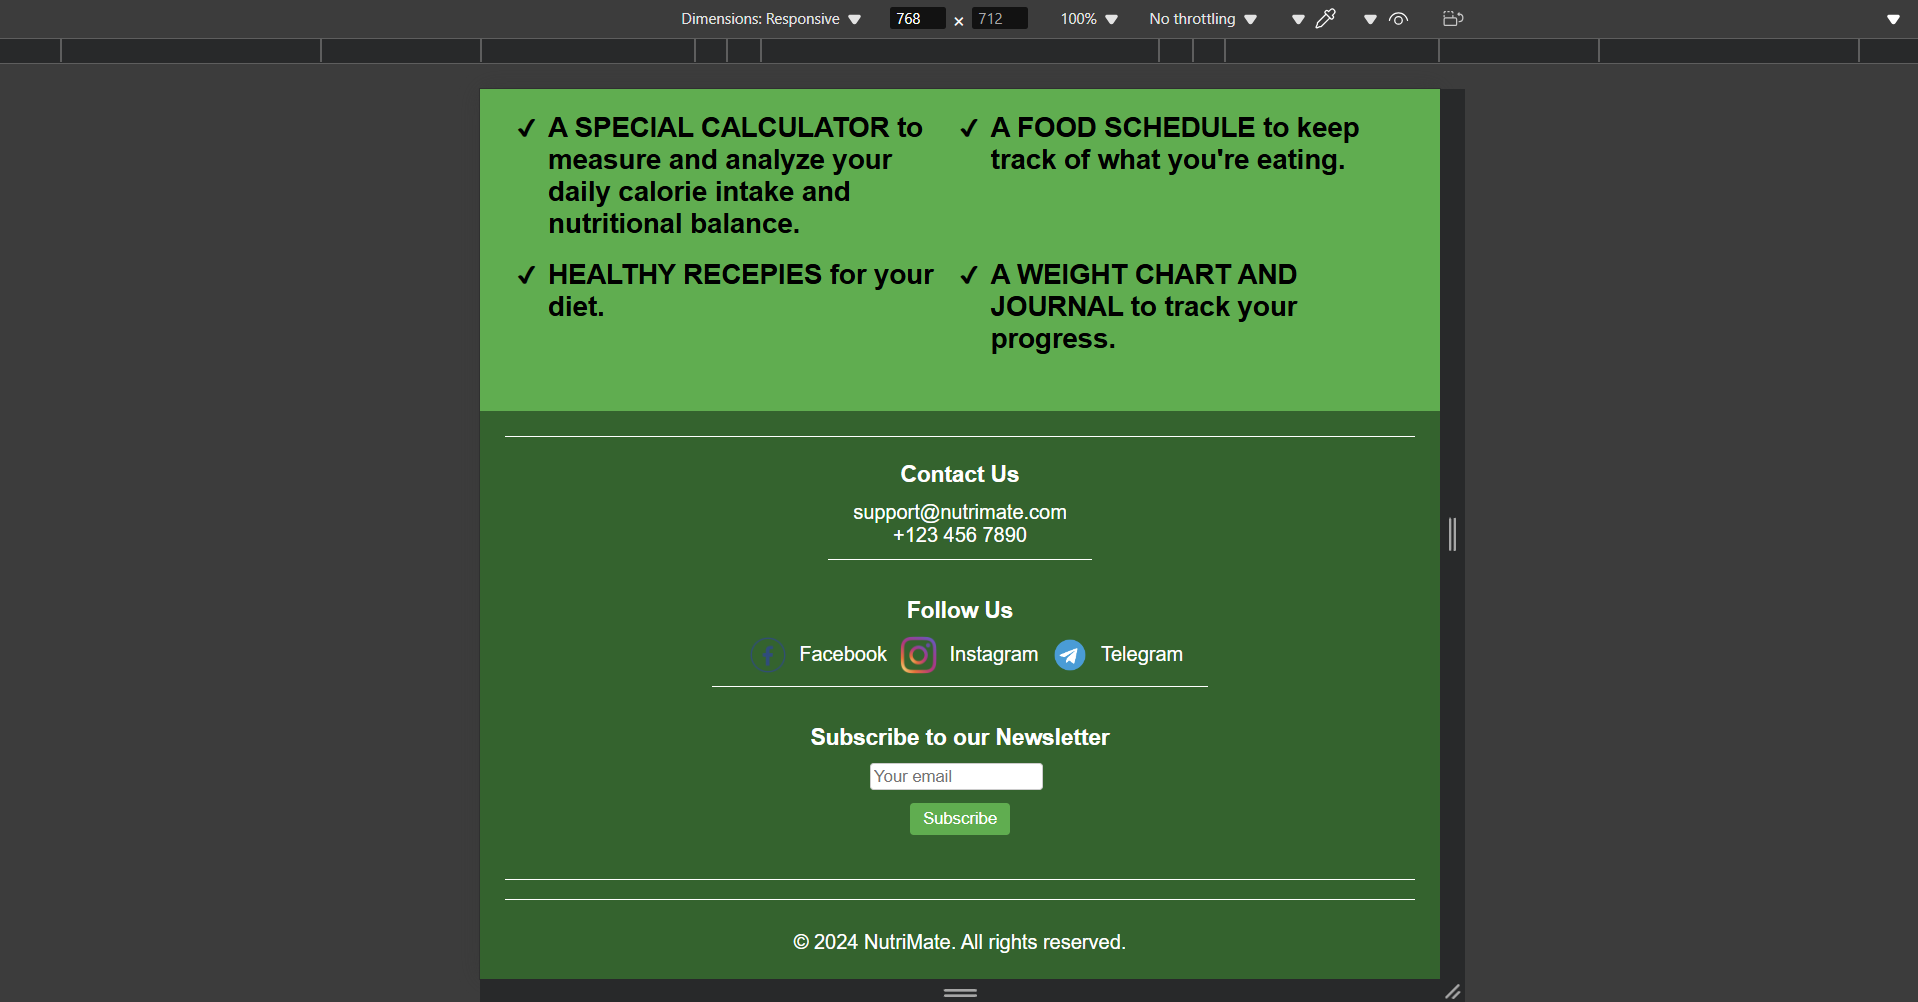 Dimensions: Responsive 768 × 712 100% No throttling
✓ A SPECIAL CALCULATOR to
measure and analyze your
daily calorie intake and
nutritional balance.
✓ A FOOD SCHEDULE to keep
track of what you're eating.
✓ HEALTHY RECEPIES for your
diet.
✓ A WEIGHT CHART AND
JOURNAL to track your
progress.
Contact Us
support@nutrimate.com
+123 456 7890
Follow Us
Facebook Instagram Telegram
Subscribe to our Newsletter
Your email
Subscribe
© 2024 NutriMate. All rights reserved.